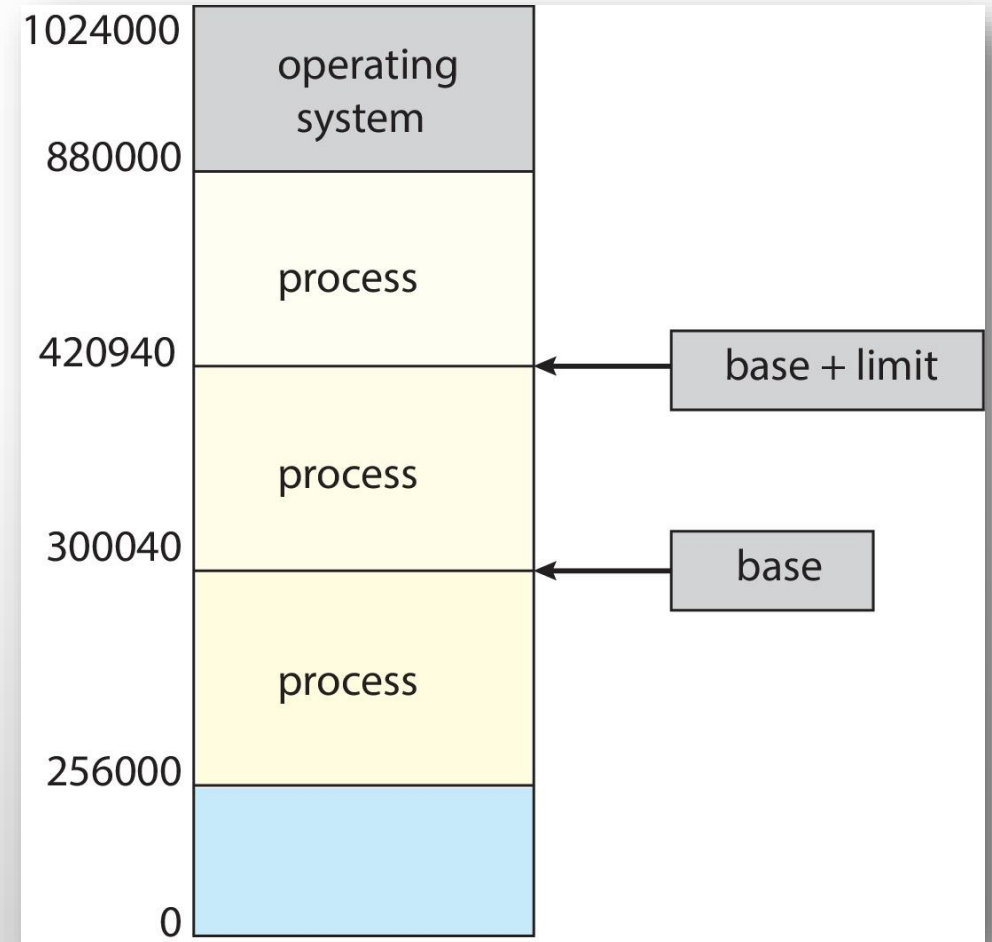 1024000
operating
system
880000
process
420940
base + limit
process
300040
base
process
256000
0